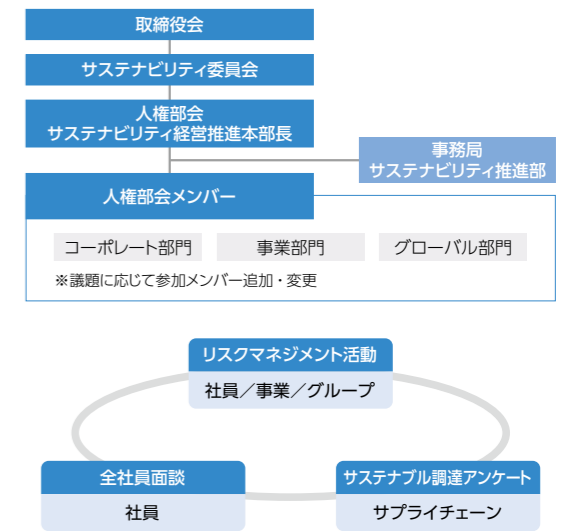 取締役会
サステナビリティ委員会
人権部会
サステナビリティ経営推進本部長
事務局
サステナビリティ推進部
人権部会メンバー
コーポレート部門
事業部門
グローバル部門
※議題に応じて参加メンバー追加・変更
リスクマネジメント活動
社員／事業／グループ
全社員面談
社員
サステナブル調達アンケート
サプライチェーン